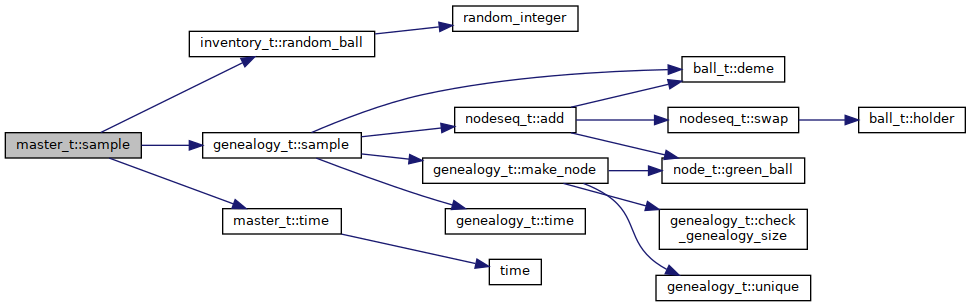 master_t::sample
inventory_t::random_ball
random_integer
genealogy_t::sample
ball_t::deme
nodeseq_t::add
nodeseq_t::swap
ball_t::holder
genealogy_t::make_node
node_t::green_ball
genealogy_t::check
_genealogy_size
genealogy_t::unique
genealogy_t::time
master_t::time
time